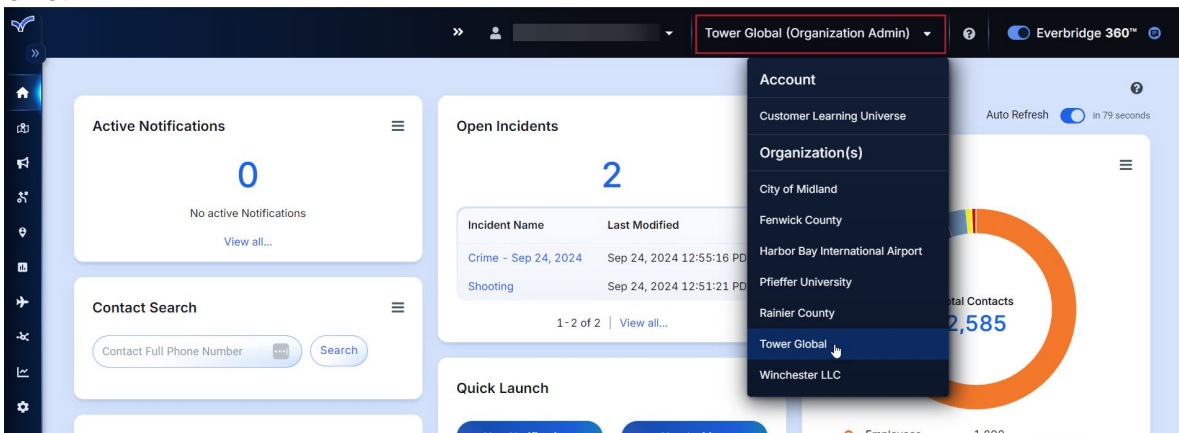 Tower Global (Organization Admin)
Everbridge 360™
Account
Customer Learning Universe
Organization(s)
City of Midland
Fenwick County
Harbor Bay International Airport
Pfieffer University
Rainier County
Tower Global
Winchester LLC
Auto Refresh in 79 seconds
Active Notifications
0
No active Notifications
View all...
Contact Search
Contact Full Phone Number
Search
Open Incidents
2
Incident Name Last Modified
Crime - Sep 24, 2024 Sep 24, 2024 12:55:16 PD
Shooting Sep 24, 2024 12:51:21 PD
1-2 of 2 | View all...
Quick Launch
Contacts
2,585